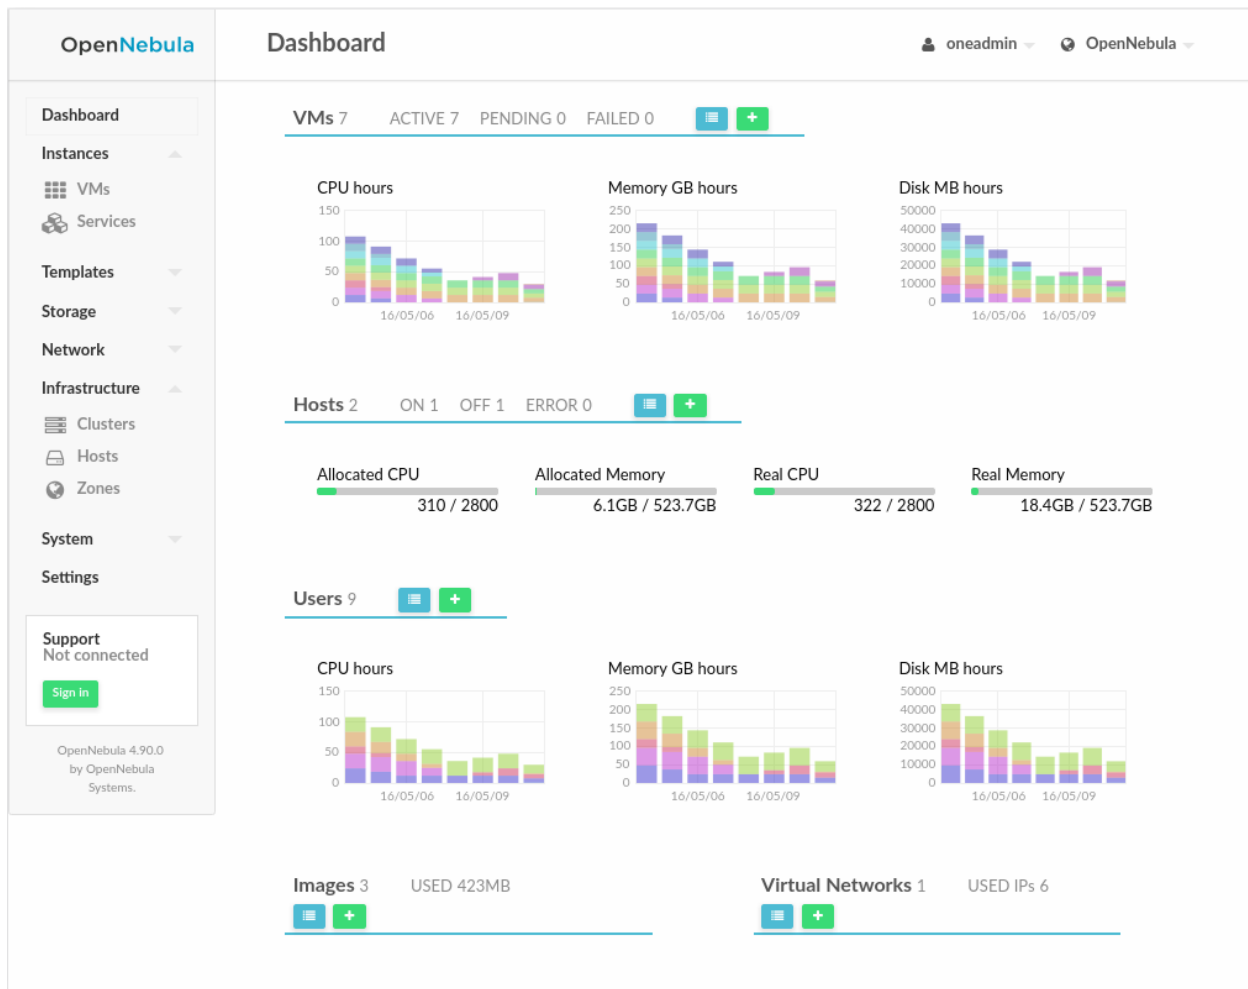 OpenNebula
Dashboard
oneadmin
OpenNebula
Dashboard
Instances
VMs
Services
Templates
Storage
Network
Infrastructure
Clusters
Hosts
Zones
System
Settings
Support
Not connected
Sign in
OpenNebula 4.90.0
by OpenNebula
Systems.
VMs 7 ACTIVE 7 PENDING 0 FAILED 0
CPU hours
150
100
50
0
16/05/06 16/05/09
Memory GB hours
250
200
150
100
50
0
16/05/06 16/05/09
Disk MB hours
50000
40000
30000
20000
10000
0
16/05/06 16/05/09
Hosts 2 ON 1 OFF 1 ERROR 0
Allocated CPU
310 / 2800
Allocated Memory
6.1GB / 523.7GB
Real CPU
322 / 2800
Real Memory
18.4GB / 523.7GB
Users 9
CPU hours
150
100
50
0
16/05/06 16/05/09
Memory GB hours
250
200
150
100
50
0
16/05/06 16/05/09
Disk MB hours
50000
40000
30000
20000
10000
0
16/05/06 16/05/09
Images 3 USED 423MB
Virtual Networks 1 USED IPs 6